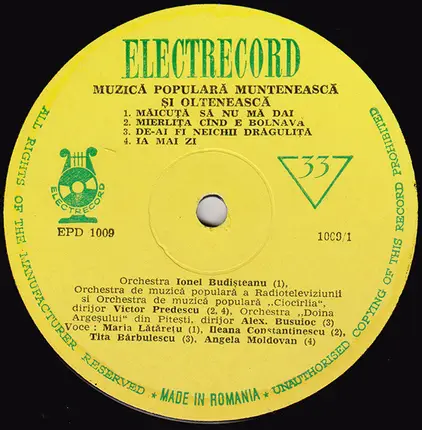 ELECTRECORD
MUZICĂ POPULARĂ MUNTENEASCĂ
ȘI OLTENEASCĂ
1. MĂICUȚĂ SĂ NU MĂ DAI
2. MIERLIȚA CÎND E BOLNAVĂ
3. DE-AI FI NEICHII DRĂGULIȚĂ
4. IA MAI ZI
ELECTRECORD
33
EPD 1009
1009/1
Orchestra Ionel Budișteanu (1),
Orchestra de muzică populară a Radioteleviziunii
si Orchestra de muzică populară „Ciocîrlia",
dirijor Victor Predescu (2, 4), Orchestra „Doina
Argeșului" din Pitești, dirijor Alex. Busuioc (3)
Voce : Maria Lătărețu (1), Ileana Constantinescu (2),
Tita Bărbulescu (3), Angela Moldovan (4)
ALL RIGHTS OF THE MANUFACTURER RESERVED * MADE IN ROMANIA * UNAUTHORISED COPYING OF THIS RECORD PROHIBITED